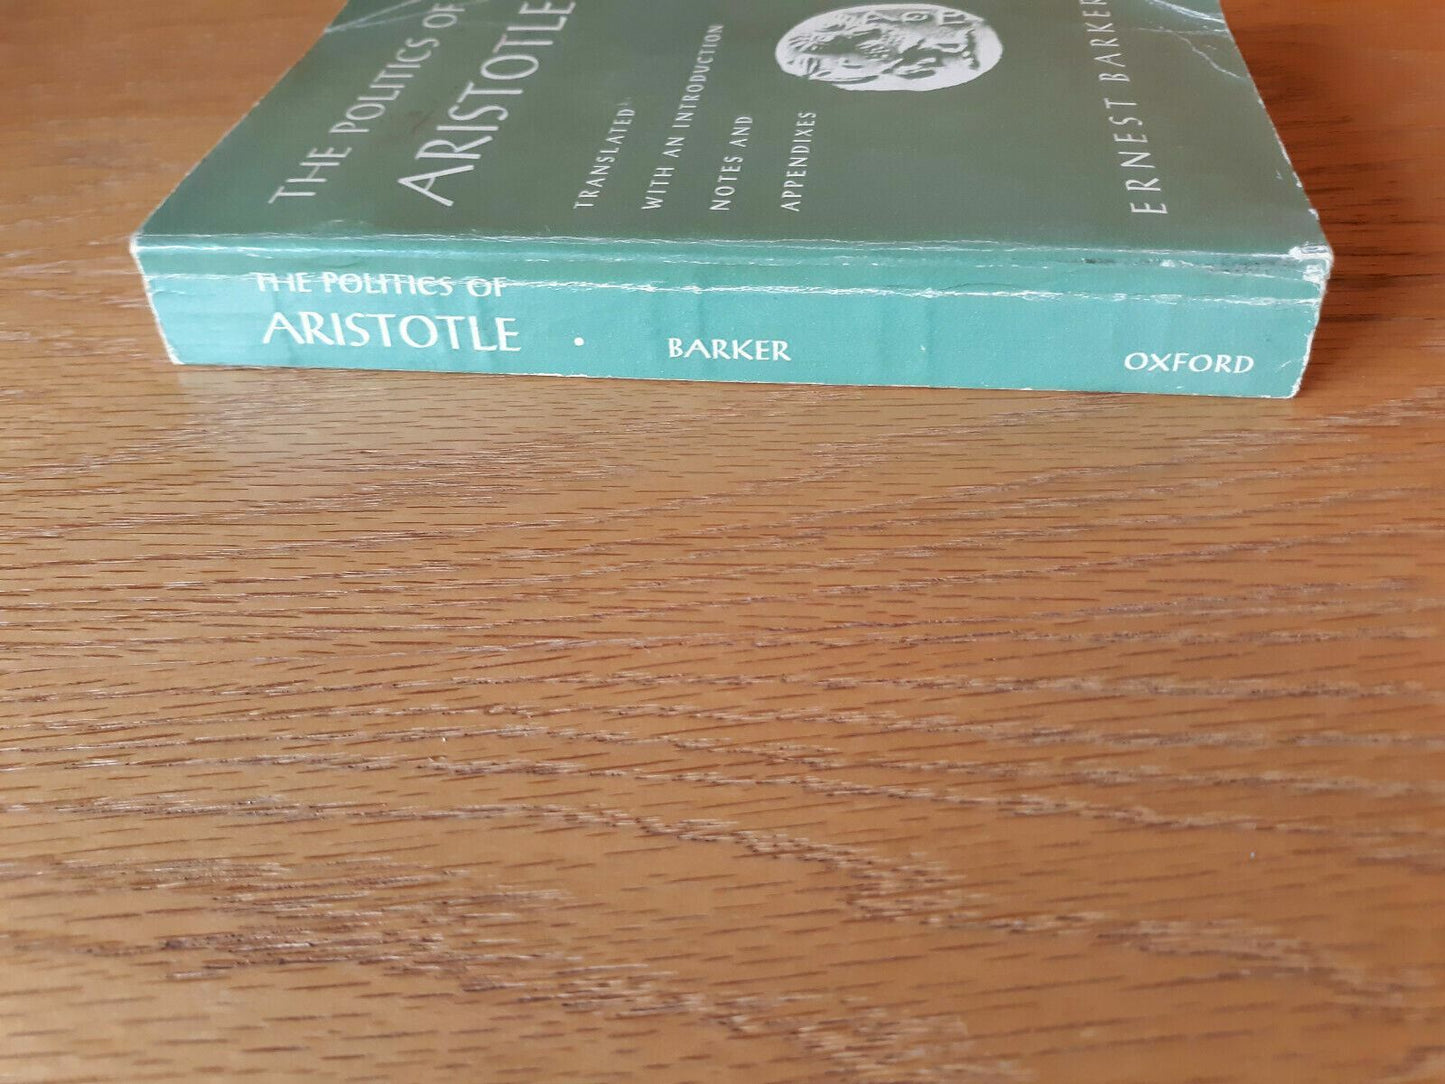 THE POLITICS OF
ARISTOTLE
TRANSLATED
WITH AN INTRODUCTION
NOTES AND
APPENDIXES
ERNEST BARKER
THE POLITICS OF
ARISTOTLE • BARKER OXFORD